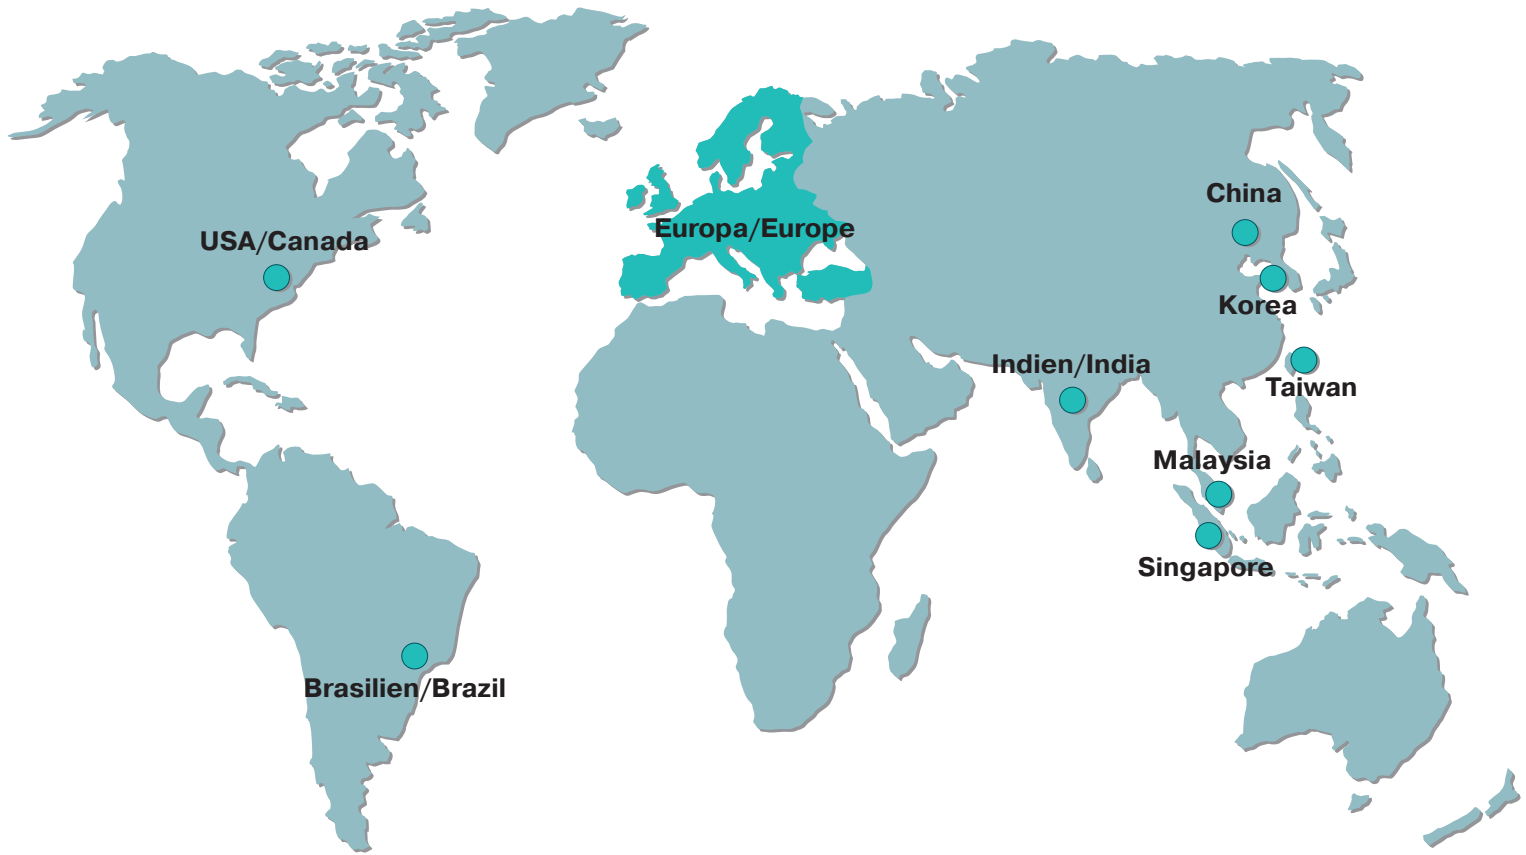 China
Europa/Europe
USA/Canada
Korea
Indien/India
Taiwan
Malaysia
Singapore
Brasilien/Brazil